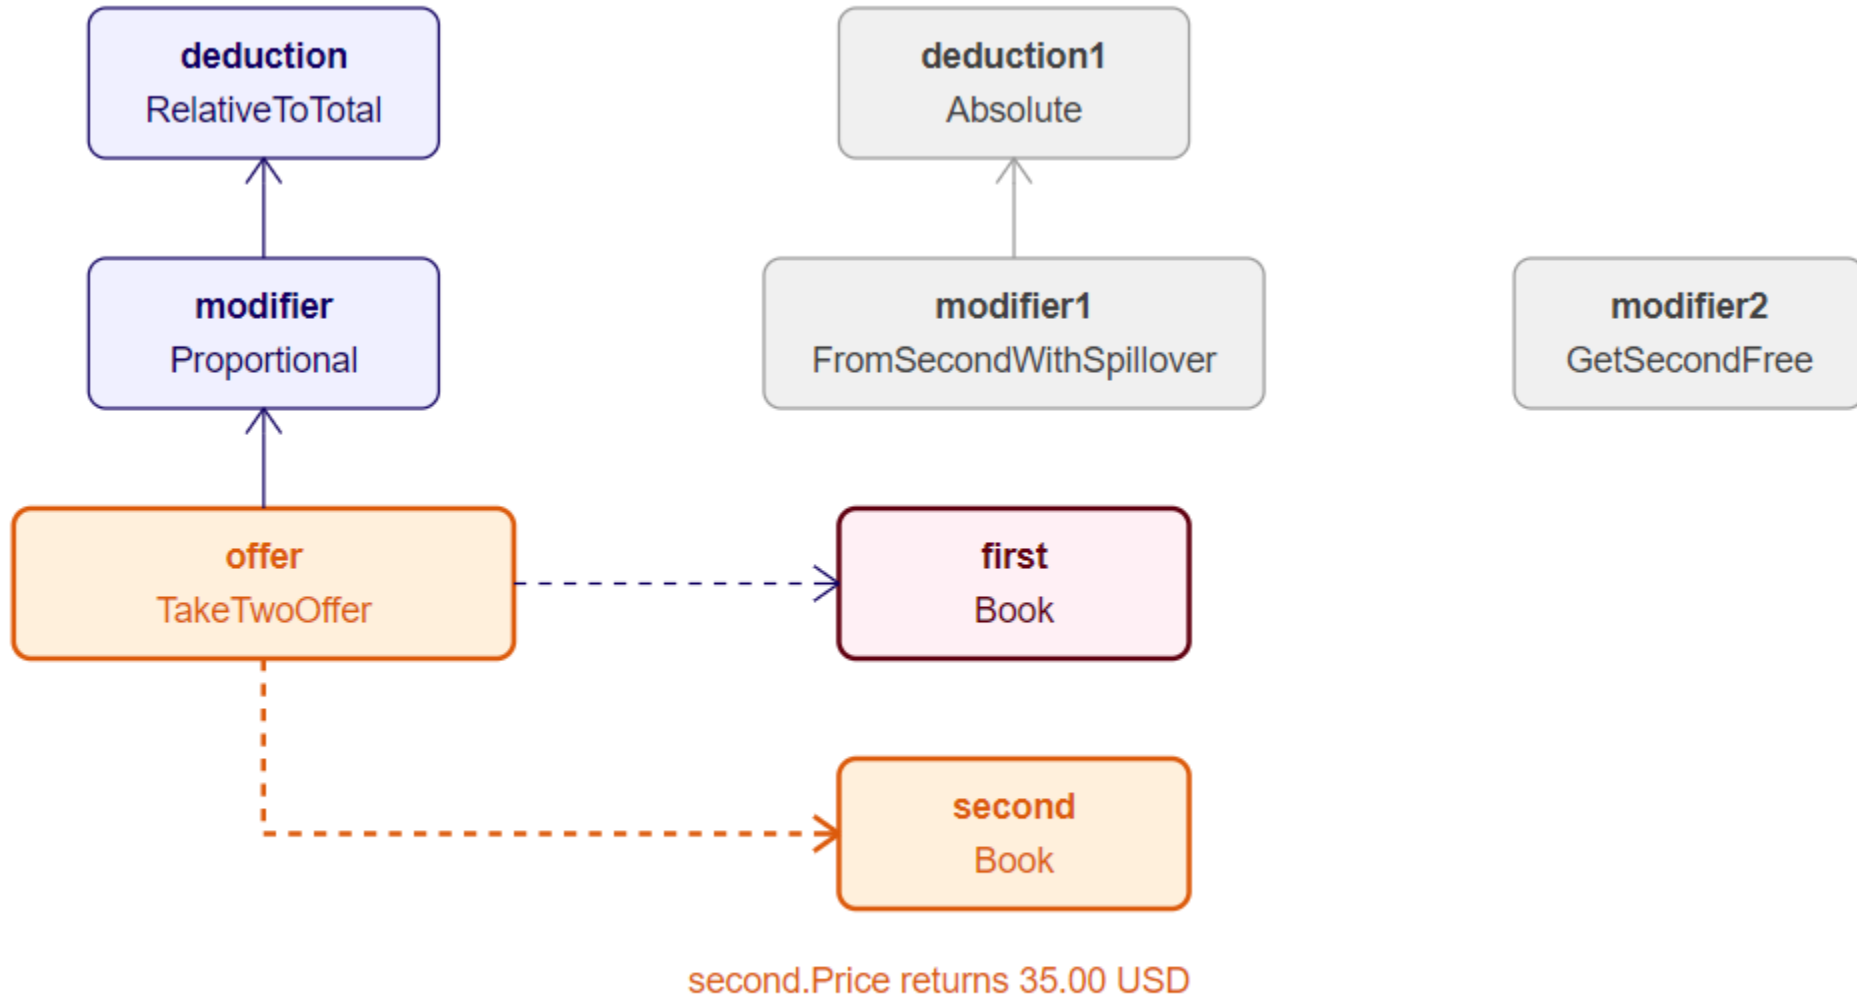 deduction
RelativeToTotal
deduction1
Absolute
modifier
Proportional
modifier1
FromSecondWithSpillover
modifier2
GetSecondFree
offer
TakeTwoOffer
first
Book
second
Book
second.Price returns 35.00 USD